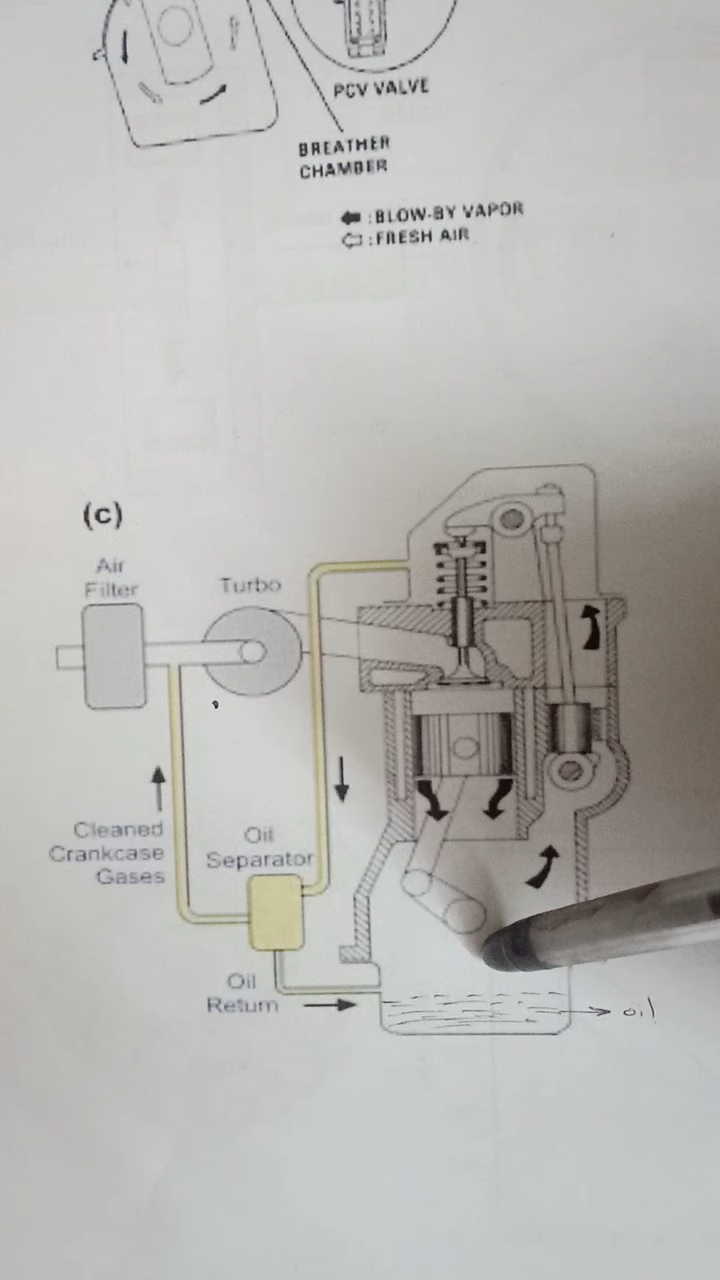 PCV VALVE
BREATHER
CHAMBER
:BLOW-BY VAPOR
:FRESH AIR
(c)
Air
Filter
Turbo
Cleaned
Crankcase
Gases
Oil
Separator
Oil
Return
oil